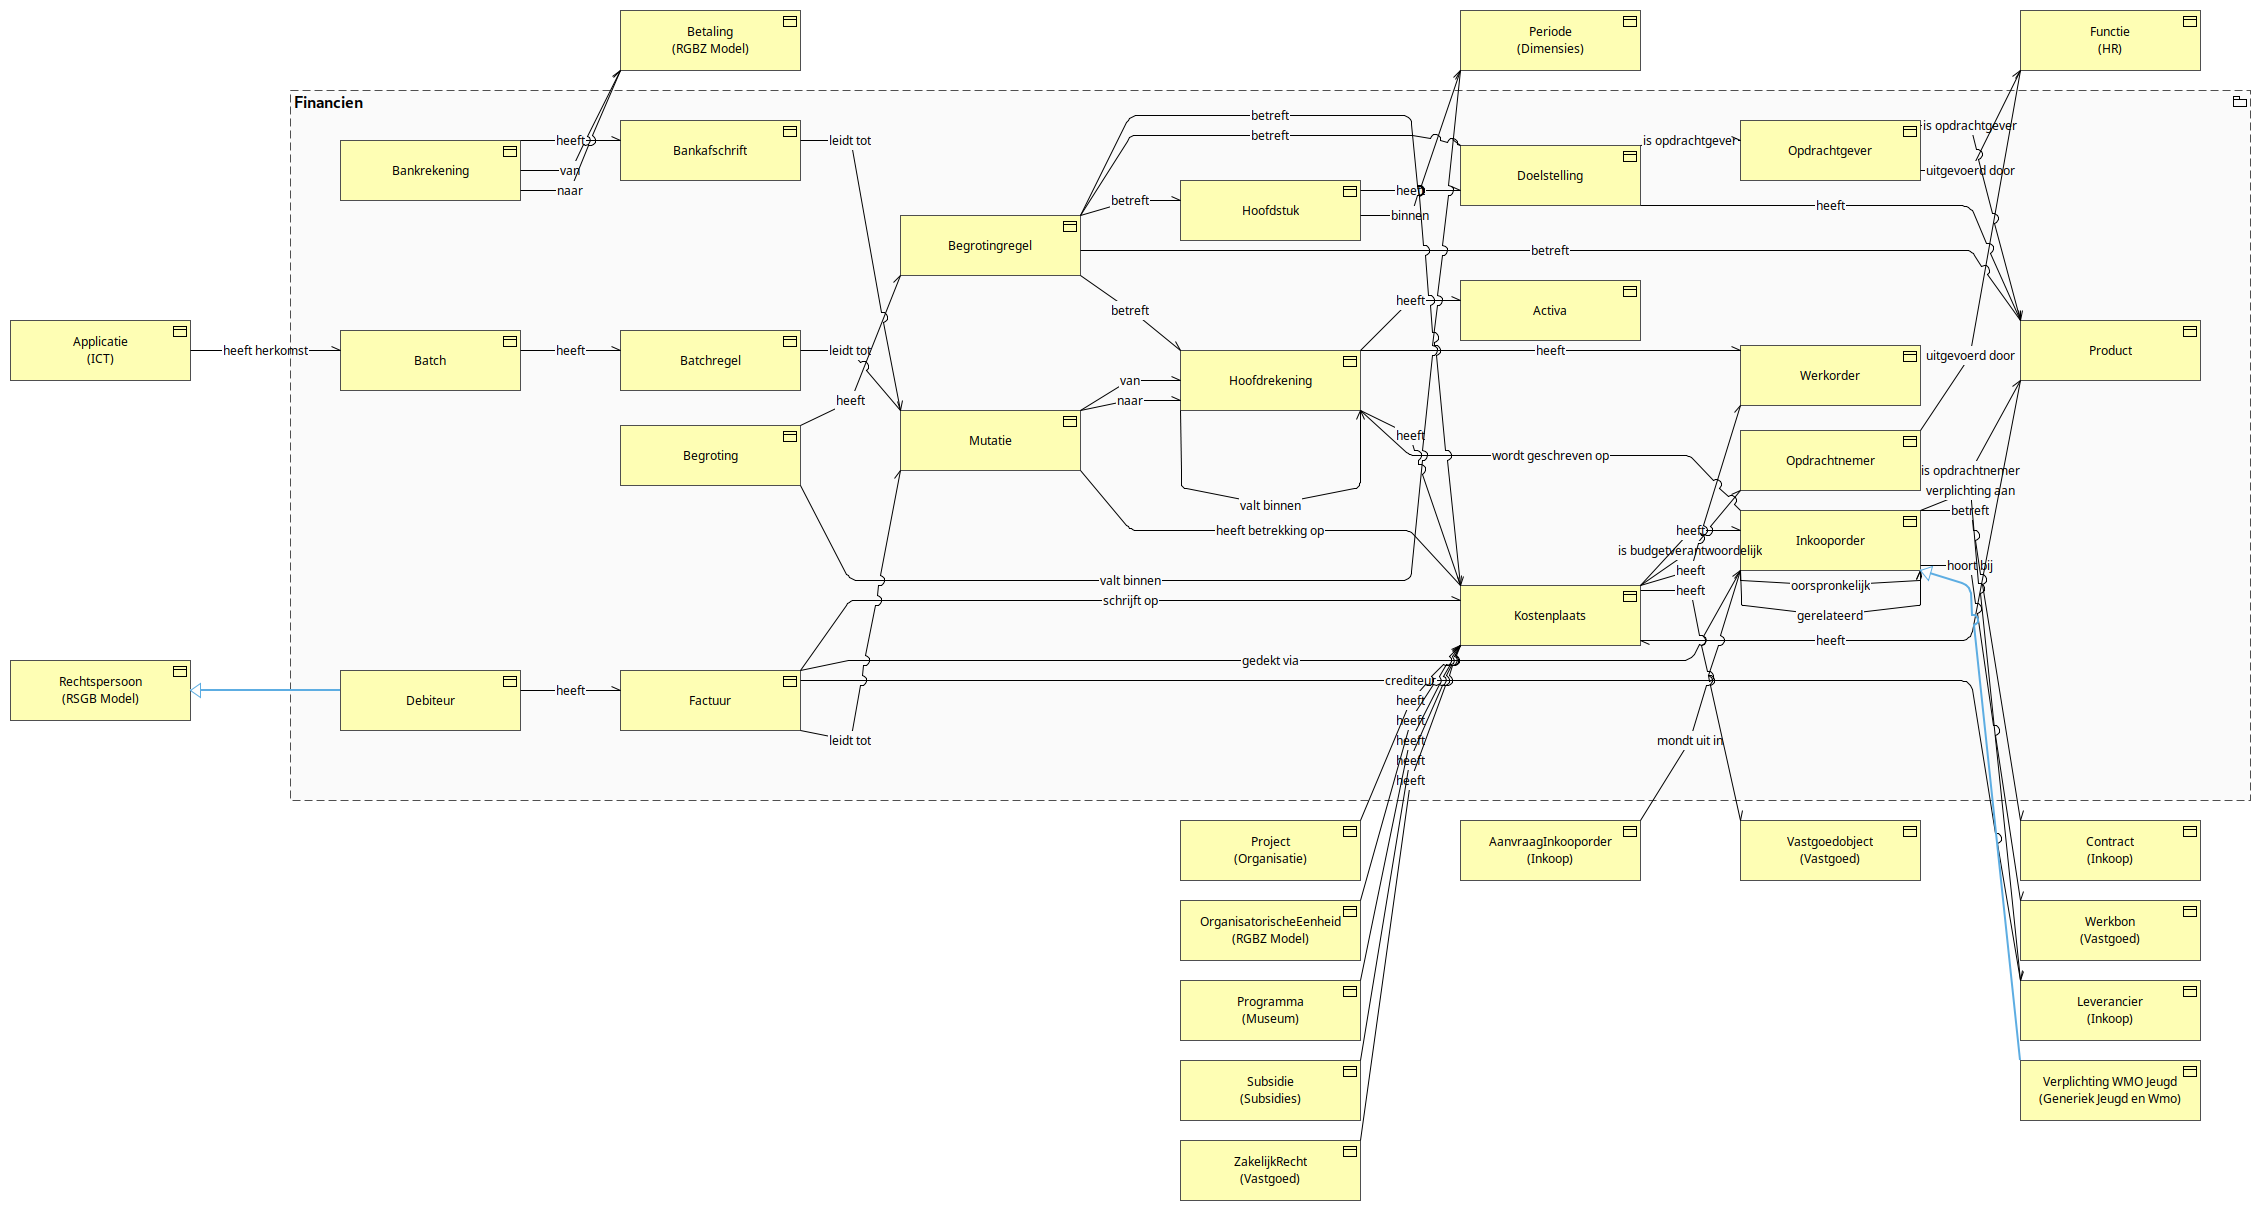 Betaling
(RGBZ Model)
Periode
(Dimensies)
Functie
(HR)
Financien
betreft
betreft
is opdrachtgever
is opdrachtgever
heeft
leidt tot
Bankafschrift
Opdrachtgever
Bankrekening
van
naar
uitgevoerd door
Doelstelling
heeft
betreft
Hoofdstuk
binnen
heeft
Begrotingregel
betreft
heeft
betreft
Activa
Applicatie
(ICT)
heeft herkomst
Batch
heeft
Batchregel
leidt tot
heeft
uitgevoerd door
Product
Werkorder
van
Hoofdrekening
naar
heeft
Mutatie
heeft
Begroting
wordt geschreven op
Opdrachtnemer
is opdrachtnemer
verplichting aan
valt binnen
betreft
heeft betrekking op
heeft
Inkooporder
is budgetverantwoordelijk
hoort bij
heeft
valt binnen
oorspronkelijk
heeft
schrijft op
Kostenplaats
gerelateerd
heeft
gedekt via
Rechtspersoon
(RSGB Model)
Debiteur
heeft
Factuur
crediteur
heeft
heeft
leidt tot
heeft
mondt uit in
heeft
heeft
Project
(Organisatie)
AanvraagInkooporder
(Inkoop)
Vastgoedobject
(Vastgoed)
Contract
(Inkoop)
OrganisatorischeEenheid
(RGBZ Model)
Werkbon
(Vastgoed)
Programma
(Museum)
Leverancier
(Inkoop)
Subsidie
(Subsidies)
Verplichting WMO Jeugd
(Generiek Jeugd en Wmo)
ZakelijkRecht
(Vastgoed)